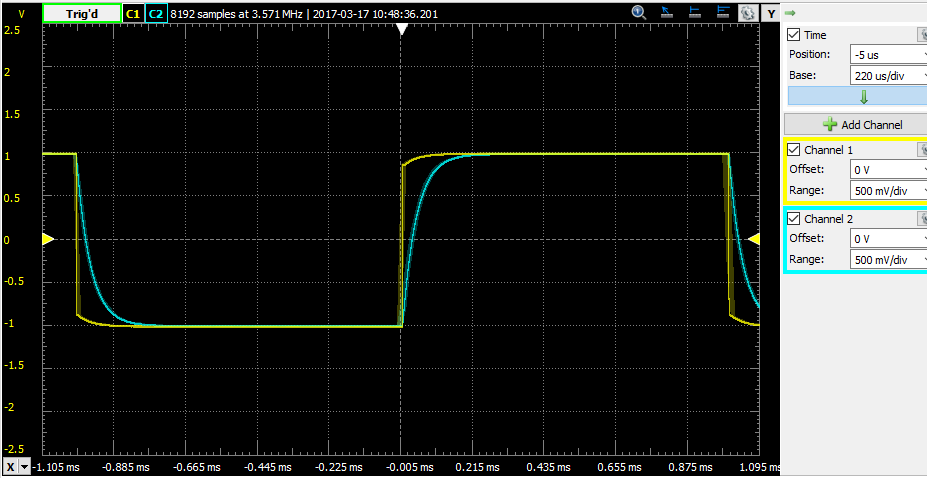 V Trig'd C1 C2 8192 samples at 3.571 MHz | 2017-03-17 10:48:36.201 Y
2.5
2
1.5
1
0.5
0
-0.5
-1
-1.5
-2
-2.5
X -1.105 ms -0.885 ms -0.665 ms -0.445 ms -0.225 ms -0.005 ms 0.215 ms 0.435 ms 0.655 ms 0.875 ms 1.095 ms
Time
Position: -5 us
Base: 220 us/div
Add Channel
Channel 1
Offset: 0 V
Range: 500 mV/div
Channel 2
Offset: 0 V
Range: 500 mV/div